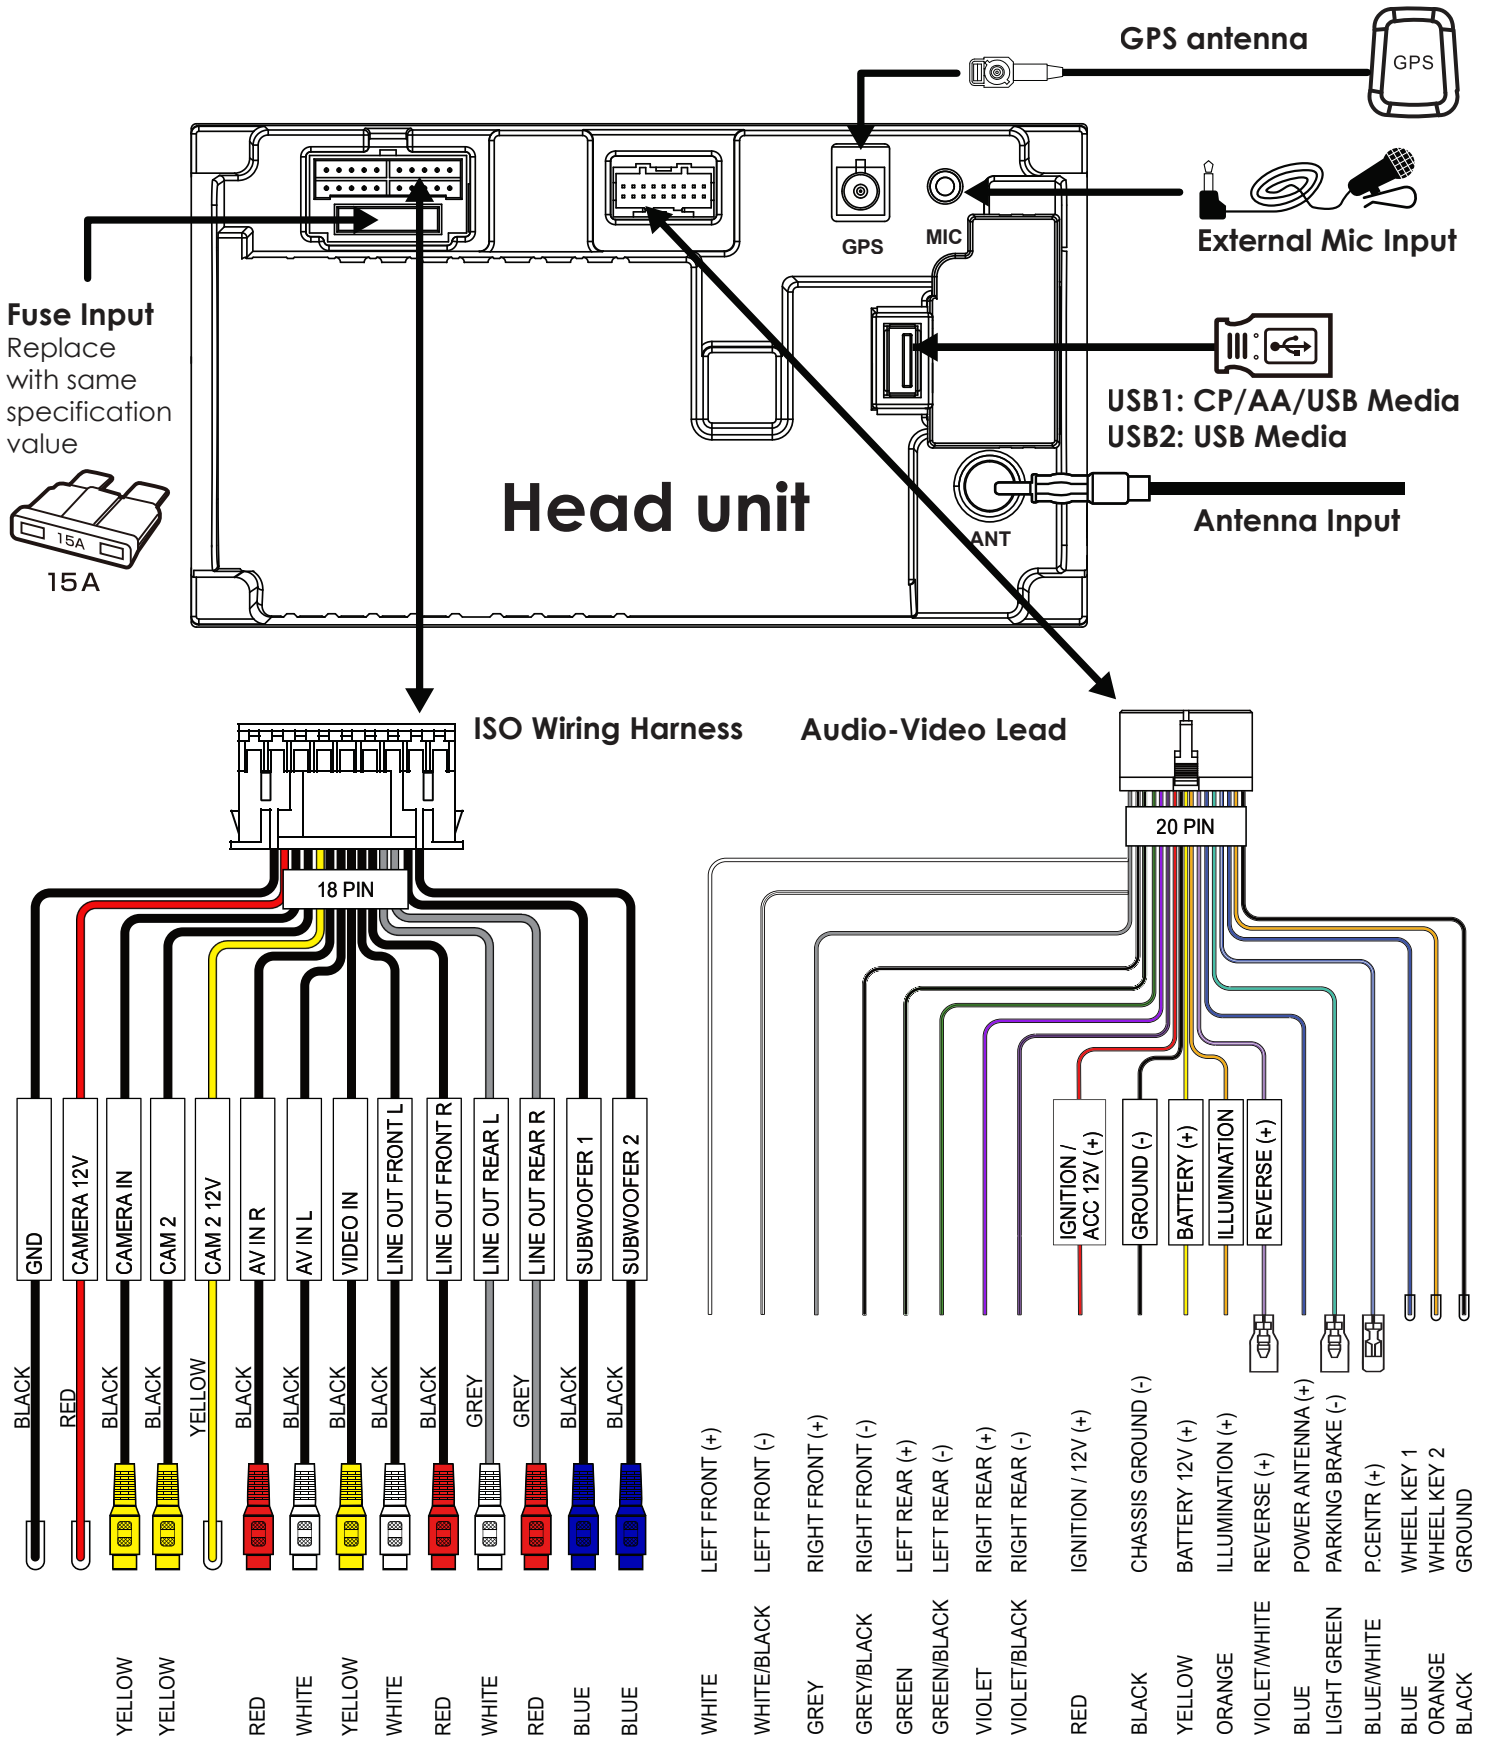 GPS antenna
GPS
External Mic Input
GPS
MIC
Fuse Input
Replace
with same
specification
value
15A
15A
USB1: CP/AA/USB Media
USB2: USB Media
Head unit
ANT
Antenna Input
ISO Wiring Harness
Audio-Video Lead
18 PIN
20 PIN
GND
CAMERA 12V
CAMERA IN
CAM 2
CAM 2 12V
AV IN R
AV IN L
VIDEO IN
LINE OUT FRONT L
LINE OUT FRONT R
LINE OUT REAR L
LINE OUT REAR R
SUBWOOFER 1
SUBWOOFER 2
IGNITION /
ACC 12V (+)
GROUND (-)
BATTERY (+)
ILLUMINATION
REVERSE (+)
BLACK
RED
BLACK
BLACK
YELLOW
BLACK
BLACK
BLACK
BLACK
BLACK
GREY
GREY
BLACK
BLACK
LEFT FRONT (+)
LEFT FRONT (-)
RIGHT FRONT (+)
RIGHT FRONT (-)
LEFT REAR (+)
LEFT REAR (-)
RIGHT REAR (+)
RIGHT REAR (-)
IGNITION / 12V (+)
CHASSIS GROUND (-)
BATTERY 12V (+)
ILLUMINATION (+)
REVERSE (+)
POWER ANTENNA (+)
PARKING BRAKE (-)
P.CENTR (+)
WHEEL KEY 1
WHEEL KEY 2
GROUND
YELLOW
YELLOW
RED
WHITE
YELLOW
WHITE
RED
WHITE
RED
BLUE
BLUE
WHITE
WHITE/BLACK
GREY
GREY/BLACK
GREEN
GREEN/BLACK
VIOLET
VIOLET/BLACK
RED
BLACK
YELLOW
ORANGE
VIOLET/WHITE
BLUE
LIGHT GREEN
BLUE/WHITE
BLUE
ORANGE
BLACK